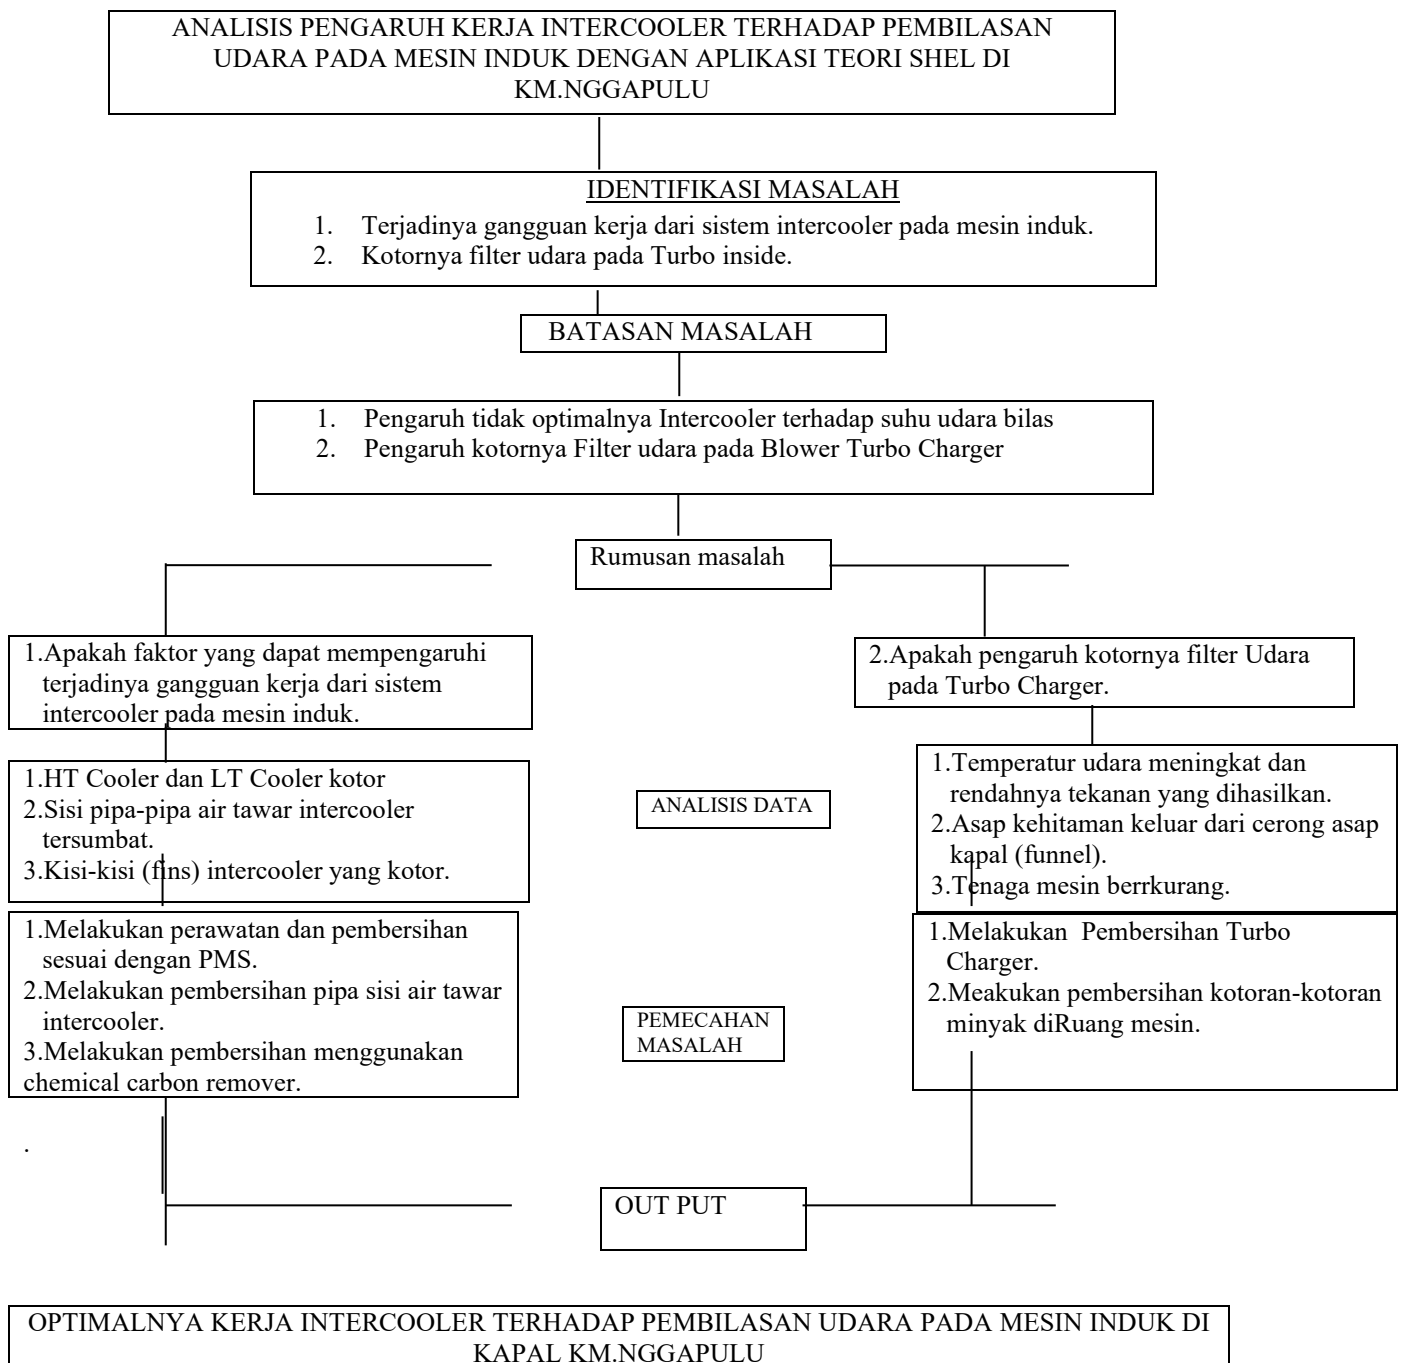 ANALISIS PENGARUH KERJA INTERCOOLER TERHADAP PEMBILASAN
UDARA PADA MESIN INDUK DENGAN APLIKASI TEORI SHEL DI
KM.NGGAPULU
IDENTIFIKASI MASALAH
1. Terjadinya gangguan kerja dari sistem intercooler pada mesin induk.
2. Kotornya filter udara pada Turbo inside.
BATASAN MASALAH
1. Pengaruh tidak optimalnya Intercooler terhadap suhu udara bilas
2. Pengaruh kotornya Filter udara pada Blower Turbo Charger
Rumusan masalah
1.Apakah faktor yang dapat mempengaruhi
terjadinya gangguan kerja dari sistem
intercooler pada mesin induk.
2.Apakah pengaruh kotornya filter Udara
pada Turbo Charger.
1.HT Cooler dan LT Cooler kotor
2.Sisi pipa-pipa air tawar intercooler
tersumbat.
3.Kisi-kisi (fins) intercooler yang kotor.
ANALISIS DATA
1.Temperatur udara meningkat dan
rendahnya tekanan yang dihasilkan.
2.Asap kehitaman keluar dari cerong asap
kapal (funnel).
3.Tenaga mesin berrkurang.
1.Melakukan perawatan dan pembersihan
sesuai dengan PMS.
2.Melakukan pembersihan pipa sisi air tawar
intercooler.
3.Melakukan pembersihan menggunakan
chemical carbon remover.
PEMECAHAN
MASALAH
1.Melakukan Pembersihan Turbo
Charger.
2.Meakukan pembersihan kotoran-kotoran
minyak diRuang mesin.
.
OUT PUT
OPTIMALNYA KERJA INTERCOOLER TERHADAP PEMBILASAN UDARA PADA MESIN INDUK DI
KAPAL KM.NGGAPULU